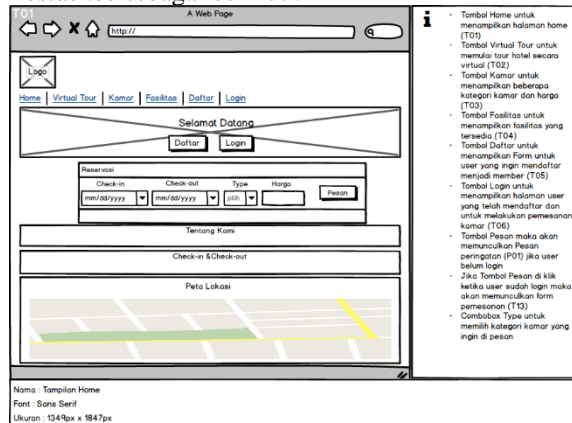 T01
A Web Page
http://
Logo
Home | Virtual Tour | Kamar | Fasilitas | Daftar | Login
Selamat Datang
Daftar Login
Reservasi
Check-in Check-out Type Harga
mm/dd/yyyy mm/dd/yyyy pilih Pesan
Tentang Kami
Check-in &Check-out
Peta Lokasi
Nama : Tampilan Home
Font : Sans Serif
Ukuran : 1349px x 1847px
i
• Tombol Home untuk
menampilkan halaman home
(T01)
• Tombol Virtual Tour untuk
memulai tour hotel secara
virtual (T02)
• Tombol Kamar untuk
menampilkan beberapa
kategori kamar dan harga
(T03)
• Tombol Fasilitas untuk
menampilkan fasilitas yang
tersedia (T04)
• Tombol Daftar untuk
menampilkan Form untuk
user yang ingin mendaftar
menjadi member (T05)
• Tombol Login untuk
menampilkan halaman user
yang telah mendaftar dan
untuk melakukan pemesanan
kamar (T06)
• Tombol Pesan maka akan
memunculkan Pesan
peringatan (P01) jika user
belum login
• Jika Tombol Pesan di klik
ketika user sudah login maka
akan memunculkan form
pemesanan (T13)
• Combobox Type untuk
memilih kategori kamar yang
ingin di pesan